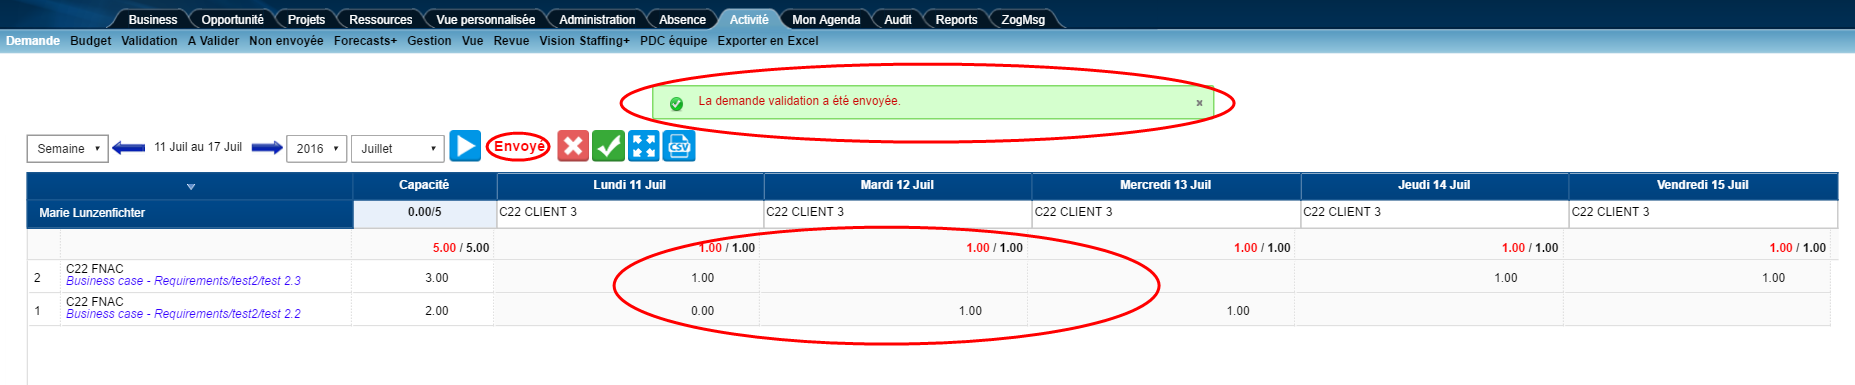 Business Opportunité Projets Ressources Vue personnalisée Administration Absence Activité Mon Agenda Audit Reports ZogMsg
Demande Budget Validation A Valider Non envoyée Forecasts+ Gestion Vue Revue Vision Staffing+ PDC équipe Exporter en Excel
La demande validation a été envoyée. ×
Semaine 11 Juil au 17 Juil 2016 Juillet Envoyé CSV
Capacité Lundi 11 Juil Mardi 12 Juil Mercredi 13 Juil Jeudi 14 Juil Vendredi 15 Juil
Marie Lunzenfichter 0.00/5 C22 CLIENT 3 C22 CLIENT 3 C22 CLIENT 3 C22 CLIENT 3 C22 CLIENT 3
5.00 / 5.00 1.00 / 1.00 1.00 / 1.00 1.00 / 1.00 1.00 / 1.00 1.00 / 1.00
C22 FNAC
2 Business case - Requirements/test2/test 2.3 3.00 1.00 1.00 1.00
C22 FNAC
1 Business case - Requirements/test2/test 2.2 2.00 0.00 1.00 1.00